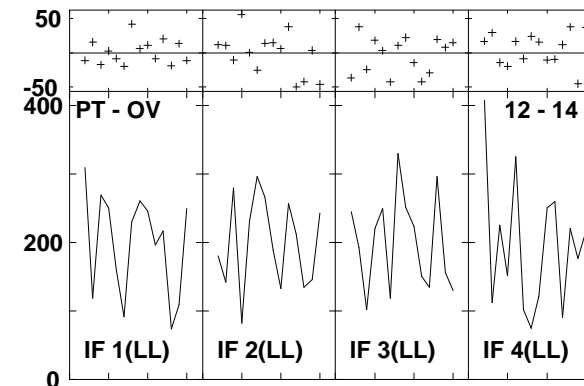 50
-50
400
PT - OV
12 - 14
200
0
IF 1(LL)
IF 2(LL)
IF 3(LL)
IF 4(LL)